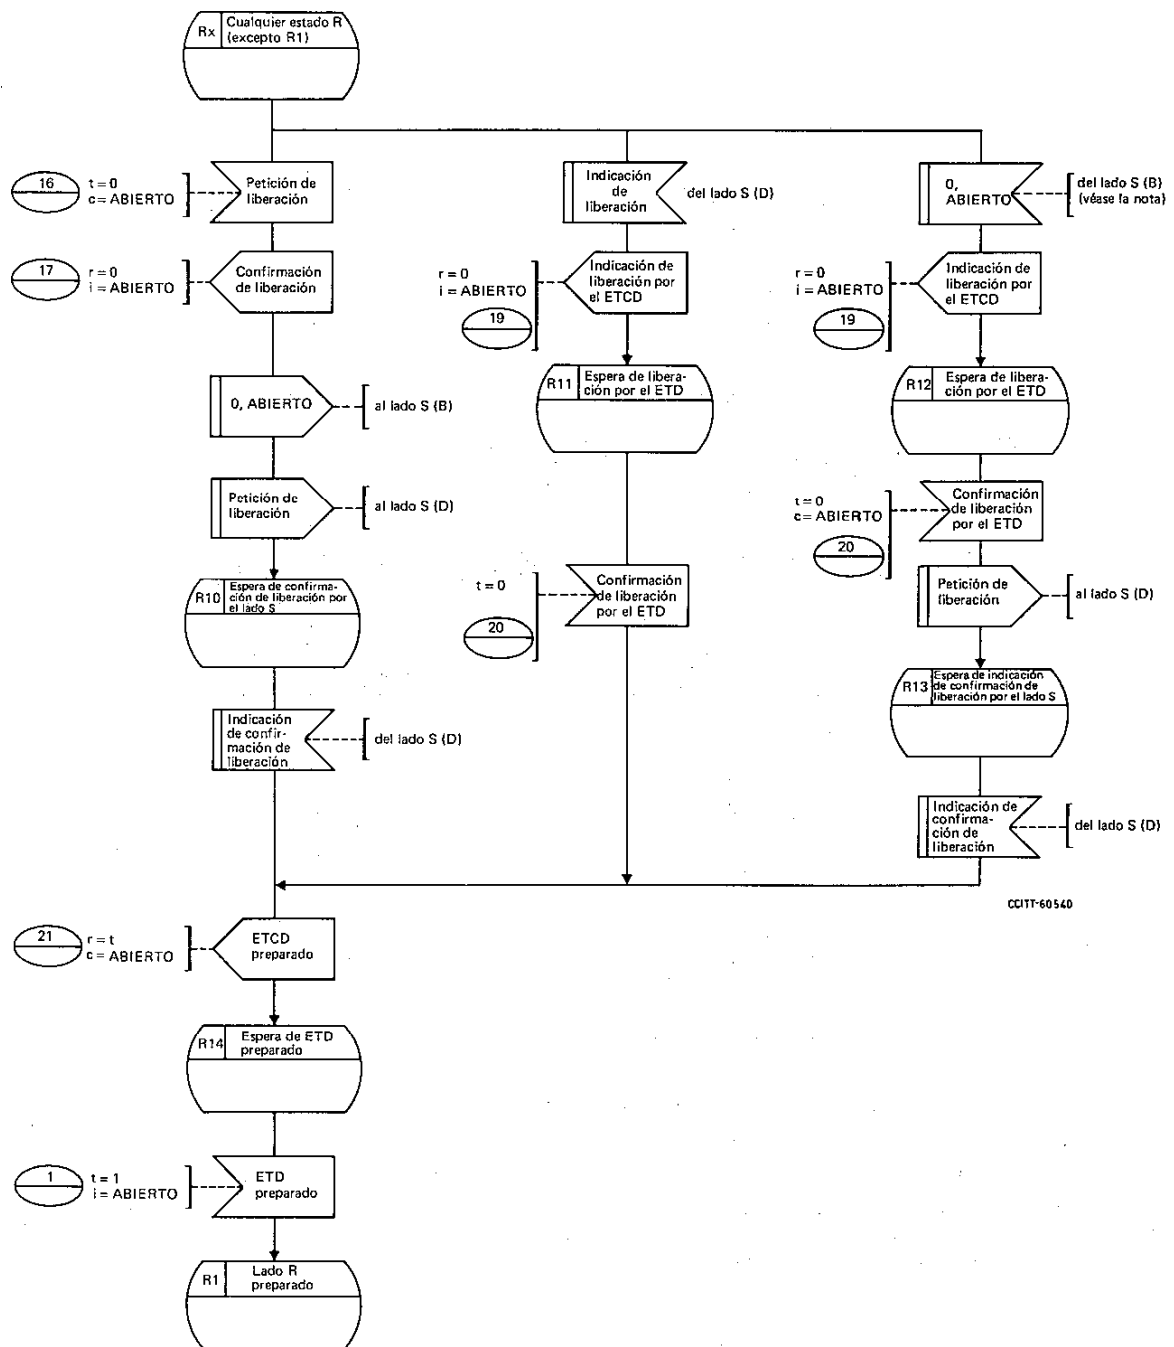 Rx
Cualquier estado R
(excepto R1)
16
t = 0
c = ABIERTO
Petición de
liberación
Indicación
de
liberación
del lado S (D)
0,
ABIERTO
del lado S (B)
(véase la nota)
17
r = 0
i = ABIERTO
Confirmación
de liberación
r = 0
i = ABIERTO
19
Indicación de
liberación por
el ETCD
r = 0
i = ABIERTO
19
Indicación de
liberación por
el ETCD
R11
Espera de libera-
ción por el ETD
R12
Espera de libera-
ción por el ETD
0, ABIERTO
al lado S (B)
Petición de
liberación
al lado S (D)
t = 0
c = ABIERTO
20
Confirmación
de liberación
por el ETD
R10
Espera de confirma-
ción de liberación por
el lado S
t = 0
20
Confirmación
de liberación
por el ETD
Petición de
liberación
al lado S (D)
R13
Espera de indicación
de confirmación de
liberación por el lado S
Indicación
de confir-
mación de
liberación
del lado S (D)
Indicación de
confirma-
ción de
liberación
del lado S (D)
CCITT-60540
21
r = t
c = ABIERTO
ETCD
preparado
R14
Espera de ETD
preparado
1
t = 1
i = ABIERTO
ETD
preparado
R1
Lado R
preparado